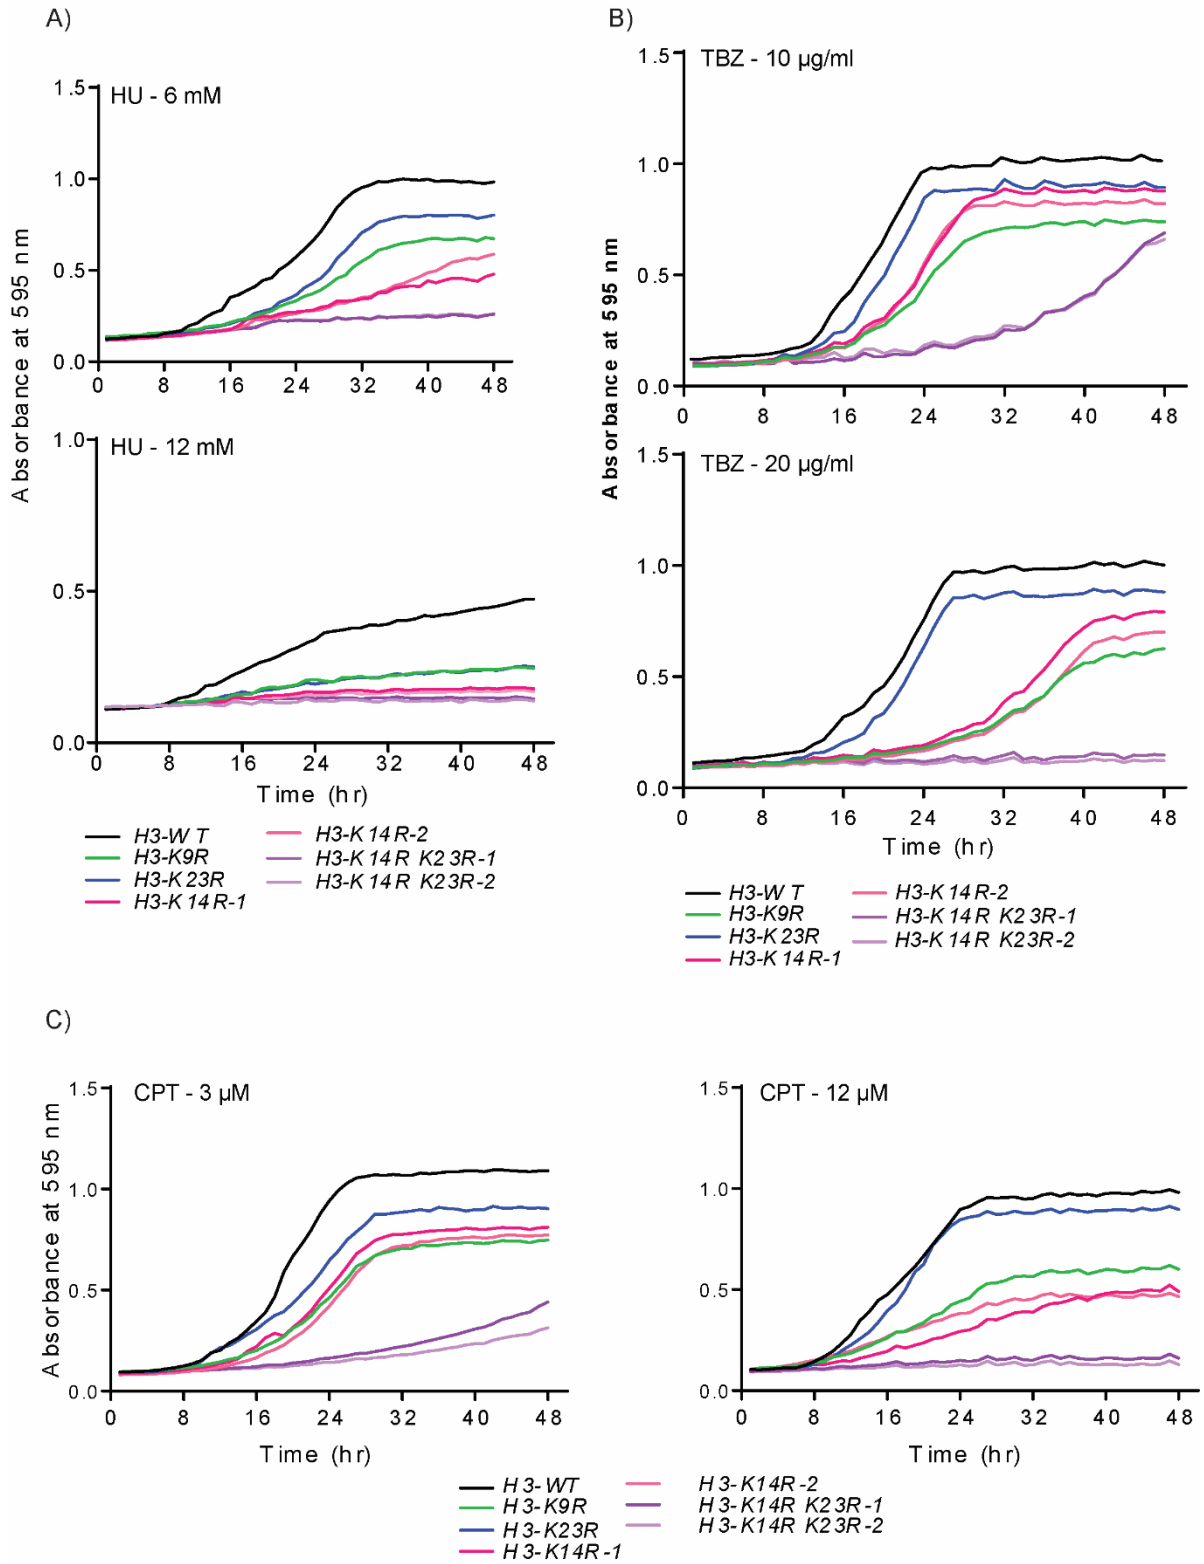 A)
B)
HU - 6 mM
1.5
1.0
0.5
0.0
0 8 16 24 32 40 48
HU - 12 mM
1.0
0.5
0.0
0 8 16 24 32 40 48
Absorbance at 595 nm
Time (hr)
H3-WT
H3-K9R
H3-K23R
H3-K14R-1
H3-K14R-2
H3-K14R K23R-1
H3-K14R K23R-2
TBZ - 10 µg/ml
1.5
1.0
0.5
0.0
0 8 16 24 32 40 48
TBZ - 20 µg/ml
1.5
1.0
0.5
0.0
0 8 16 24 32 40 48
Absorbance at 595 nm
Time (hr)
H3-WT
H3-K9R
H3-K23R
H3-K14R-1
H3-K14R-2
H3-K14R K23R-1
H3-K14R K23R-2
C)
CPT - 3 µM
1.5
1.0
0.5
0.0
0 8 16 24 32 40 48
Absorbance at 595 nm
Time (hr)
CPT - 12 µM
1.5
1.0
0.5
0.0
0 8 16 24 32 40 48
Time (hr)
H3-WT
H3-K9R
H3-K23R
H3-K14R-1
H3-K14R-2
H3-K14R K23R-1
H3-K14R K23R-2